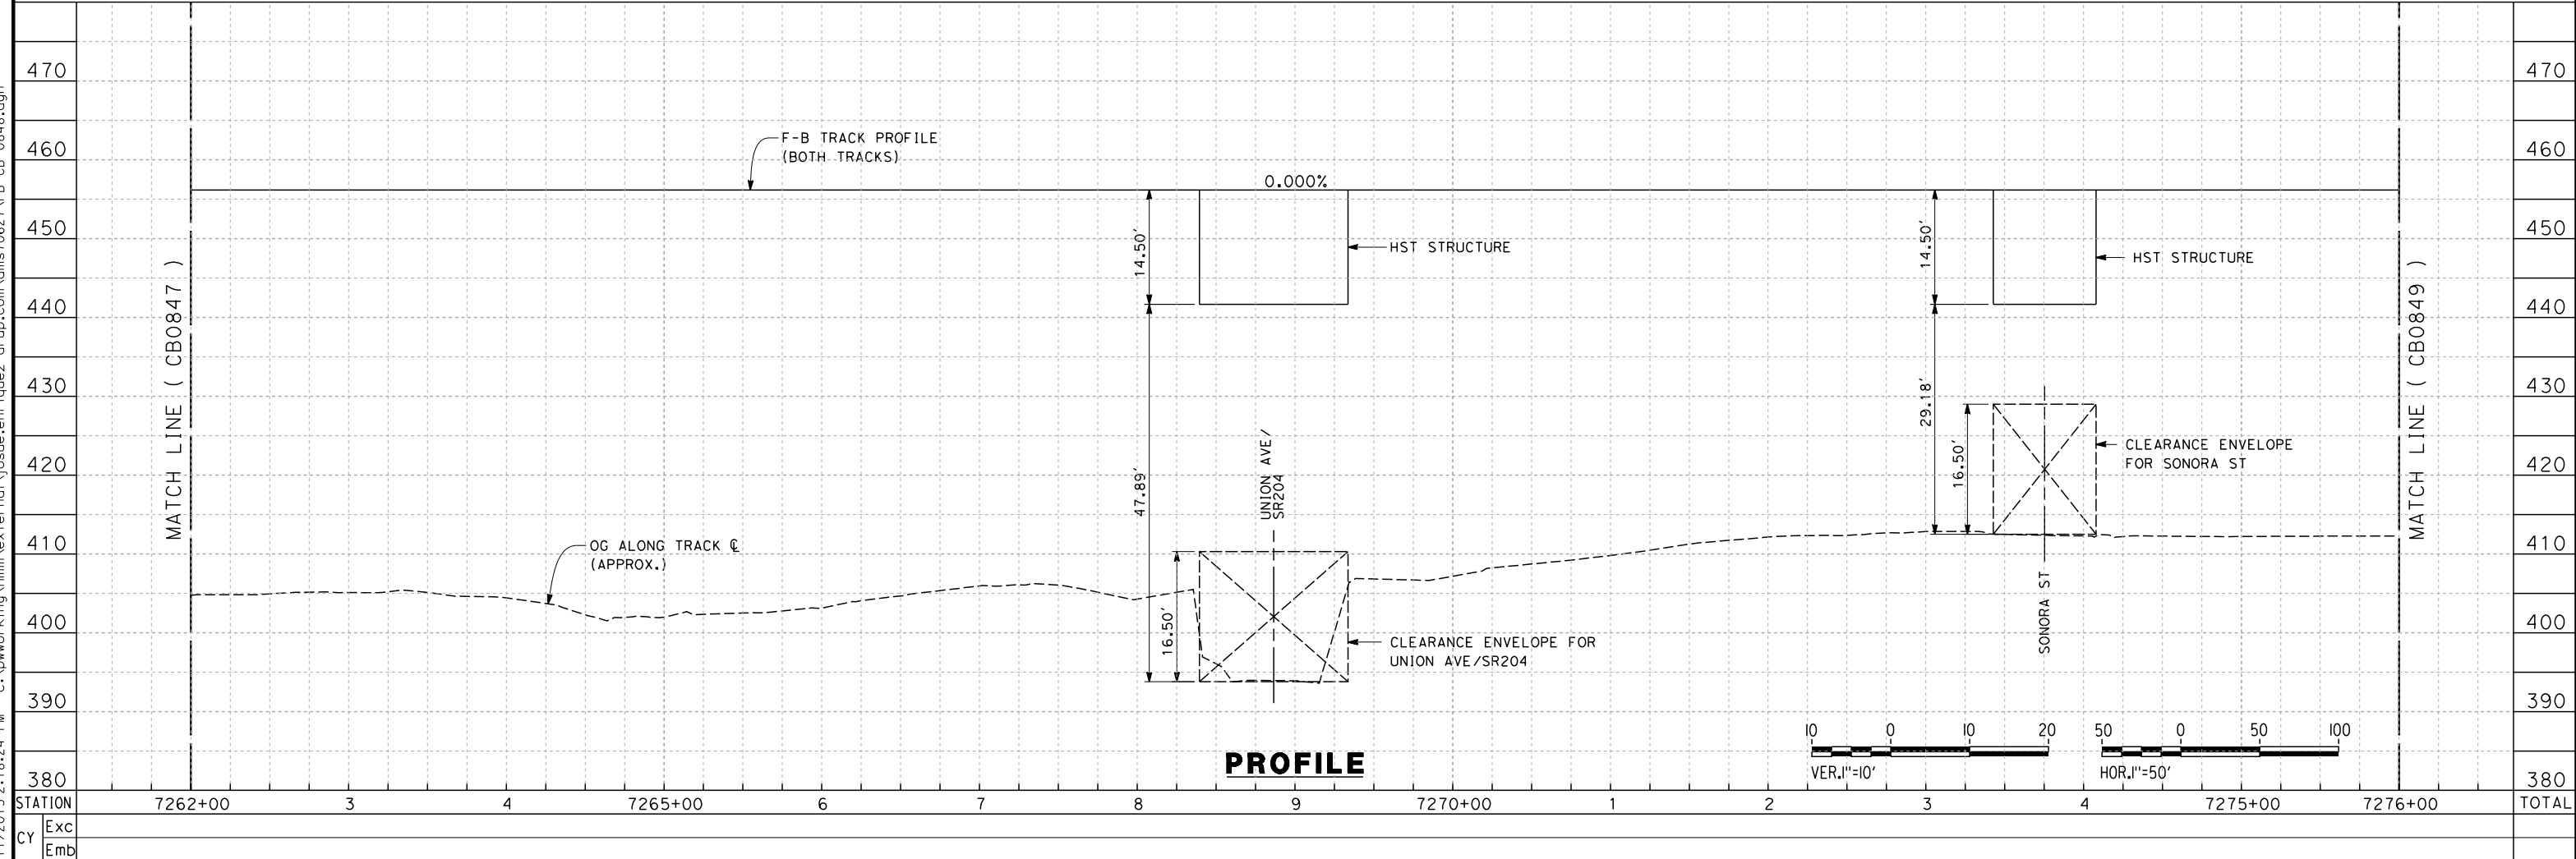 470
460
450
440
430
420
410
400
390
380
MATCH LINE ( CB0847 )
F-B TRACK PROFILE
(BOTH TRACKS)
OG ALONG TRACK ℄
(APPROX.)
0.000%
14.50'
HST STRUCTURE
47.89'
UNION AVE/
SR204
16.50'
CLEARANCE ENVELOPE FOR
UNION AVE/SR204
14.50'
HST STRUCTURE
29.18'
16.50'
CLEARANCE ENVELOPE
FOR SONORA ST
SONORA ST
MATCH LINE ( CB0849 )
470
460
450
440
430
420
410
400
390
380
PROFILE
10 0 10 20
VER.1"=10'
50 0 50 100
HOR.1"=50'
STATION 7262+00 3 4 7265+00 6 7 8 9 7270+00 1 2 3 4 7275+00 7276+00 TOTAL
CY
Exc
Emb